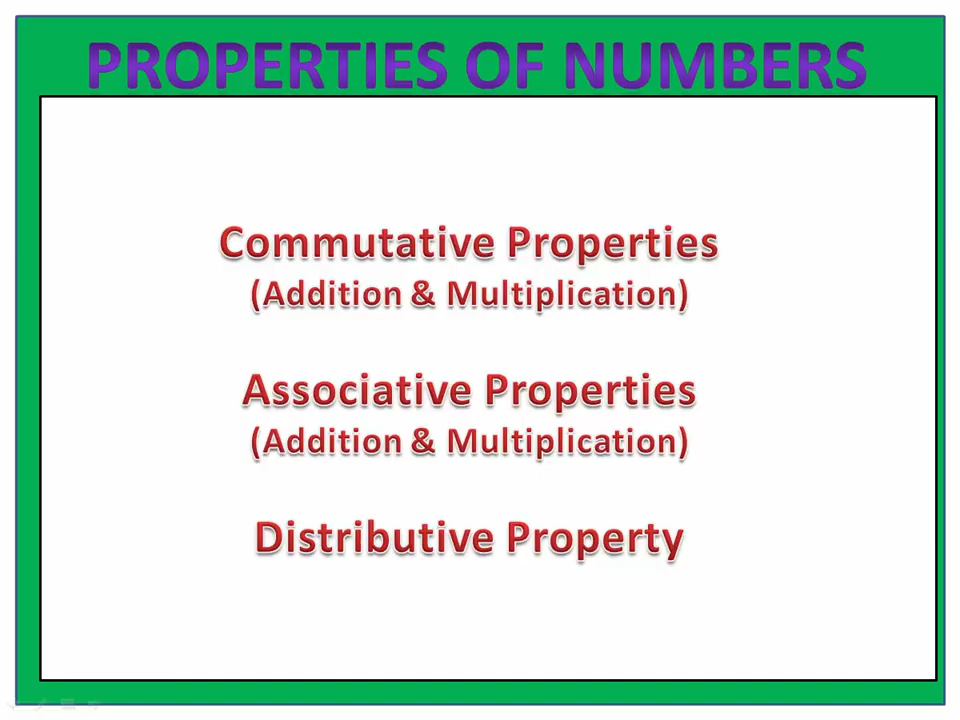 PROPERTIES OF NUMBERS
Commutative Properties
(Addition & Multiplication)
Associative Properties
(Addition & Multiplication)
Distributive Property